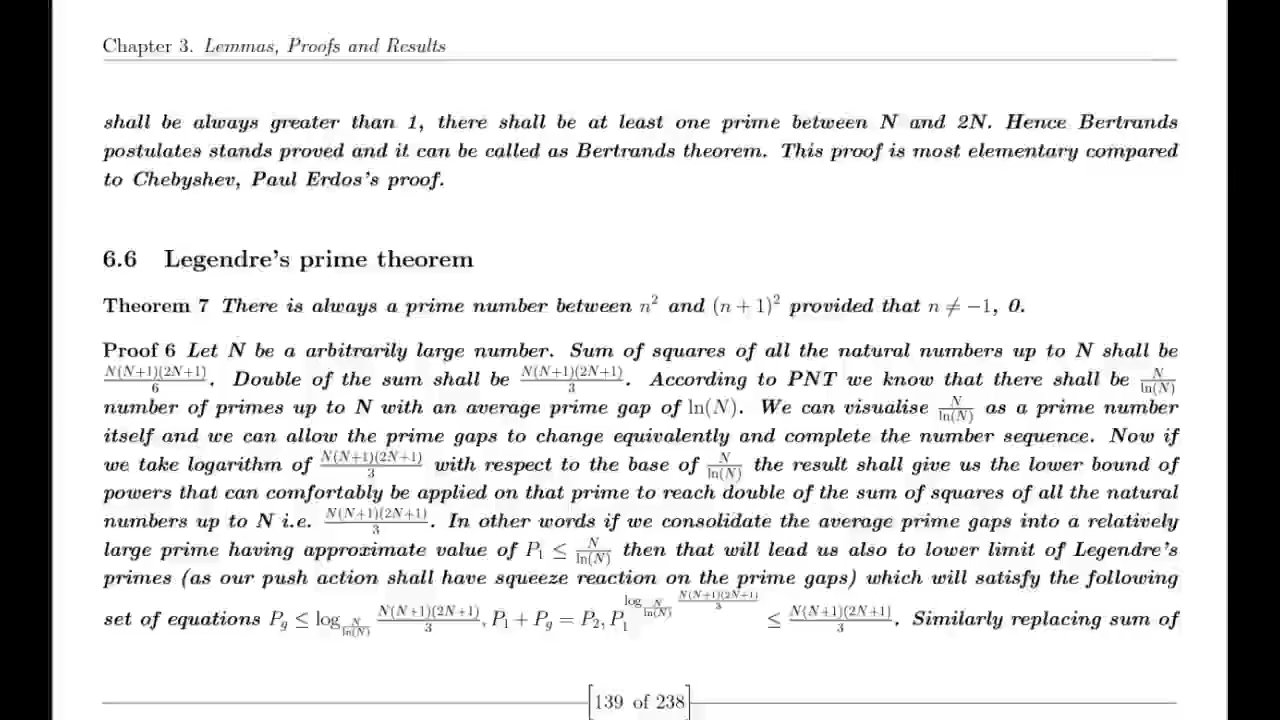 Chapter 3. Lemmas, Proofs and Results
shall be always greater than 1, there shall be at least one prime between N and 2N. Hence Bertrands
postulates stands proved and it can be called as Bertrands theorem. This proof is most elementary compared
to Chebyshev, Paul Erdos's proof.
6.6 Legendre's prime theorem
Theorem 7 There is always a prime number between n² and (n + 1)² provided that n ≠ −1, 0.
Proof 6 Let N be a arbitrarily large number. Sum of squares of all the natural numbers up to N shall be
N(N+1)(2N+1)/6. Double of the sum shall be N(N+1)(2N+1)/3. According to PNT we know that there shall be N/ln(N)
number of primes up to N with an average prime gap of ln(N). We can visualise N/ln(N) as a prime number
itself and we can allow the prime gaps to change equivalently and complete the number sequence. Now if
we take logarithm of N(N+1)(2N+1)/3 with respect to the base of N/ln(N) the result shall give us the lower bound of
powers that can comfortably be applied on that prime to reach double of the sum of squares of all the natural
numbers up to N i.e. N(N+1)(2N+1)/3. In other words if we consolidate the average prime gaps into a relatively
large prime having approximate value of P₁ ≤ N/ln(N) then that will lead us also to lower limit of Legendre's
primes (as our push action shall have squeeze reaction on the prime gaps) which will satisfy the following
set of equations P_g ≤ log_{N/ln(N)} N(N+1)(2N+1)/3, P₁ + P_g = P₂, P₁^{log_{N/ln(N)} N(N+1)(2N+1)/3} ≤ N(N+1)(2N+1)/3. Similarly replacing sum of
139 of 238